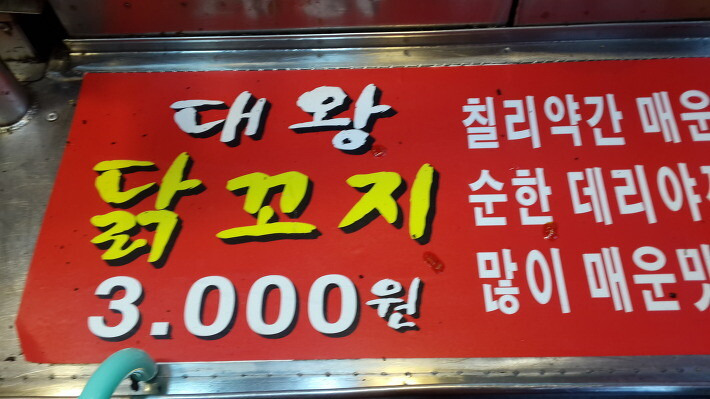 대왕
닭꼬지
3.000원
칠리약간 매운
순한 데리야
많이 매운맛